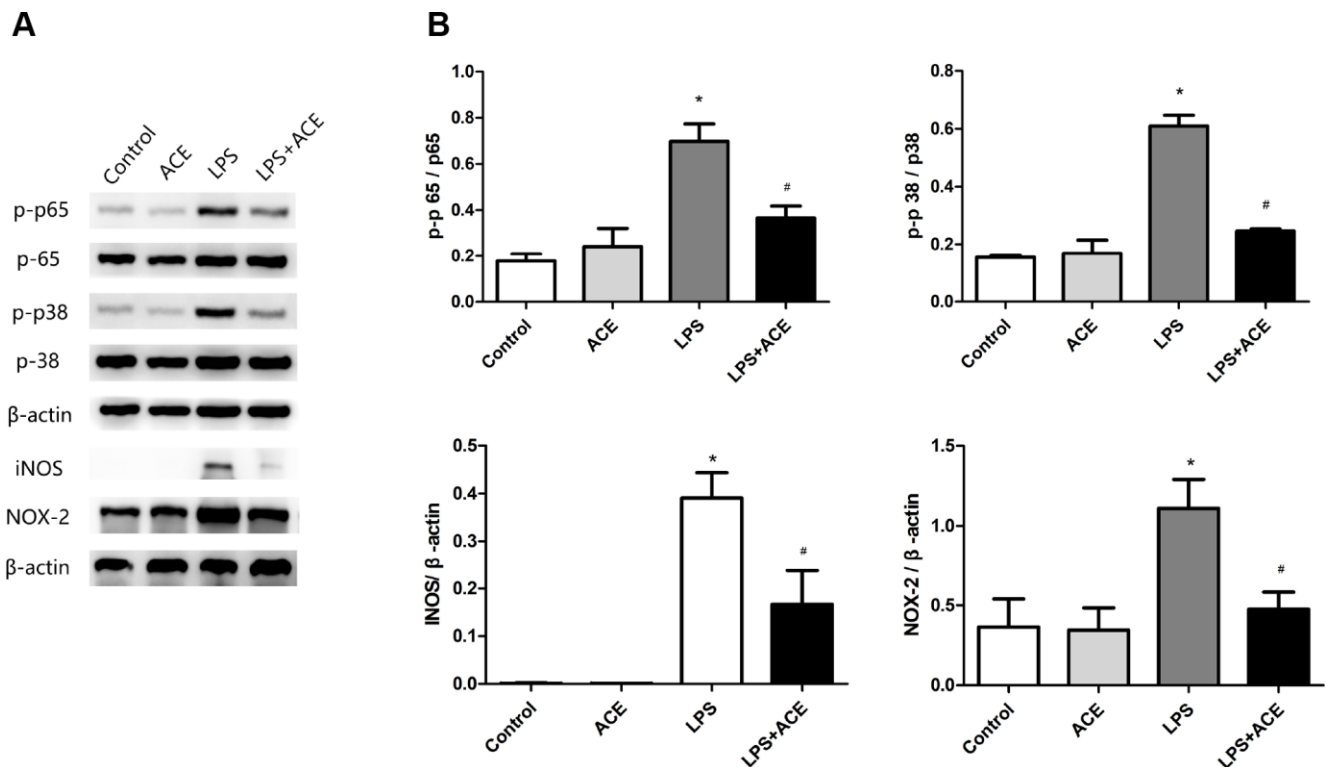 A
B
Control
ACE
LPS
LPS+ACE
p-p65
p-65
p-p38
p-38
β-actin
iNOS
NOX-2
β-actin
p-p 65 / p65
1.0
0.8
0.6
0.4
0.2
0.0
*
#
Control
ACE
LPS
LPS+ACE
p-p 38 / p38
0.8
0.6
0.4
0.2
0.0
*
#
Control
ACE
LPS
LPS+ACE
INOS/ β -actin
0.5
0.4
0.3
0.2
0.1
0.0
*
#
Control
ACE
LPS
LPS+ACE
NOX-2 / β -actin
1.5
1.0
0.5
0.0
*
#
Control
ACE
LPS
LPS+ACE